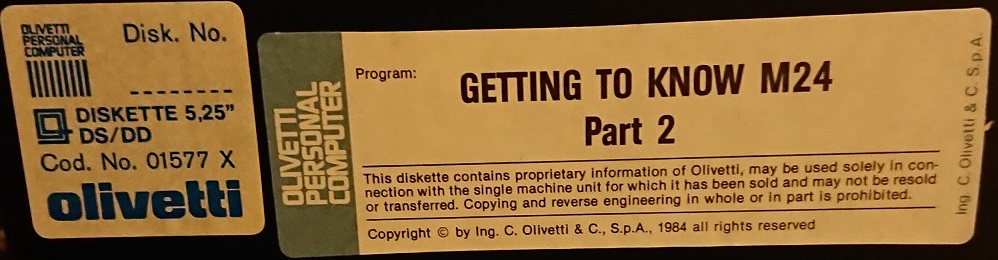 OLIVETTI
PERSONAL
COMPUTER
Disk. No.
DISKETTE 5,25”
DS/DD
Cod. No. 01577 X
olivetti
OLIVETTI
PERSONAL
COMPUTER
Program:
GETTING TO KNOW M24
Part 2
This diskette contains proprietary information of Olivetti, may be used solely in con-
nection with the single machine unit for which it has been sold and may not be resold
or transferred. Copying and reverse engineering in whole or in part is prohibited.
Copyright © by Ing. C. Olivetti & C., S.p.A., 1984 all rights reserved
Ing. C. Olivetti & C. S.p.A.